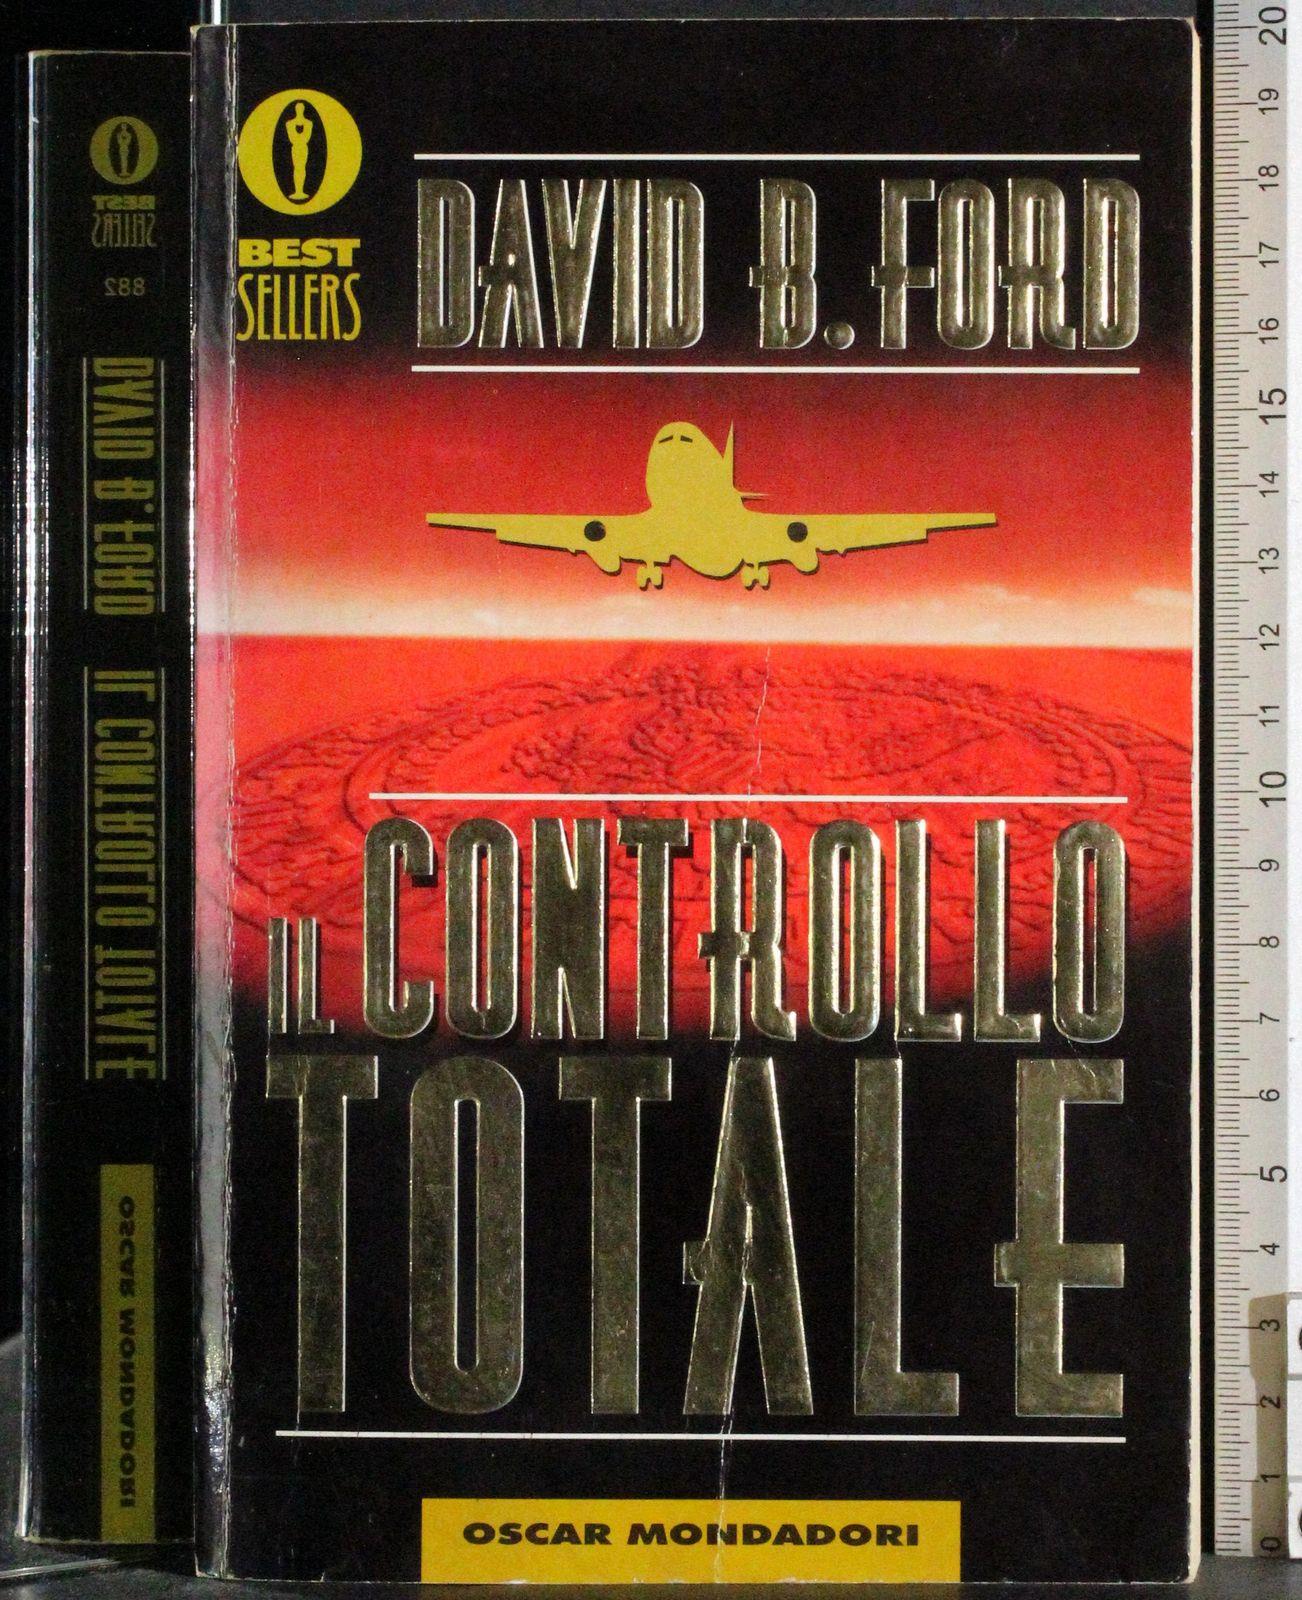 BEST
SELLERS
DAVID B. FORD
IL CONTROLLO
TOTALE
OSCAR MONDADORI
BEST
SELLERS
882
DAVID B. FORD IL CONTROLLO TOTALE
OSCAR MONDADORI
20
19
18
17
16
15
14
13
12
11
10
9
8
7
6
5
4
3
2
1
0